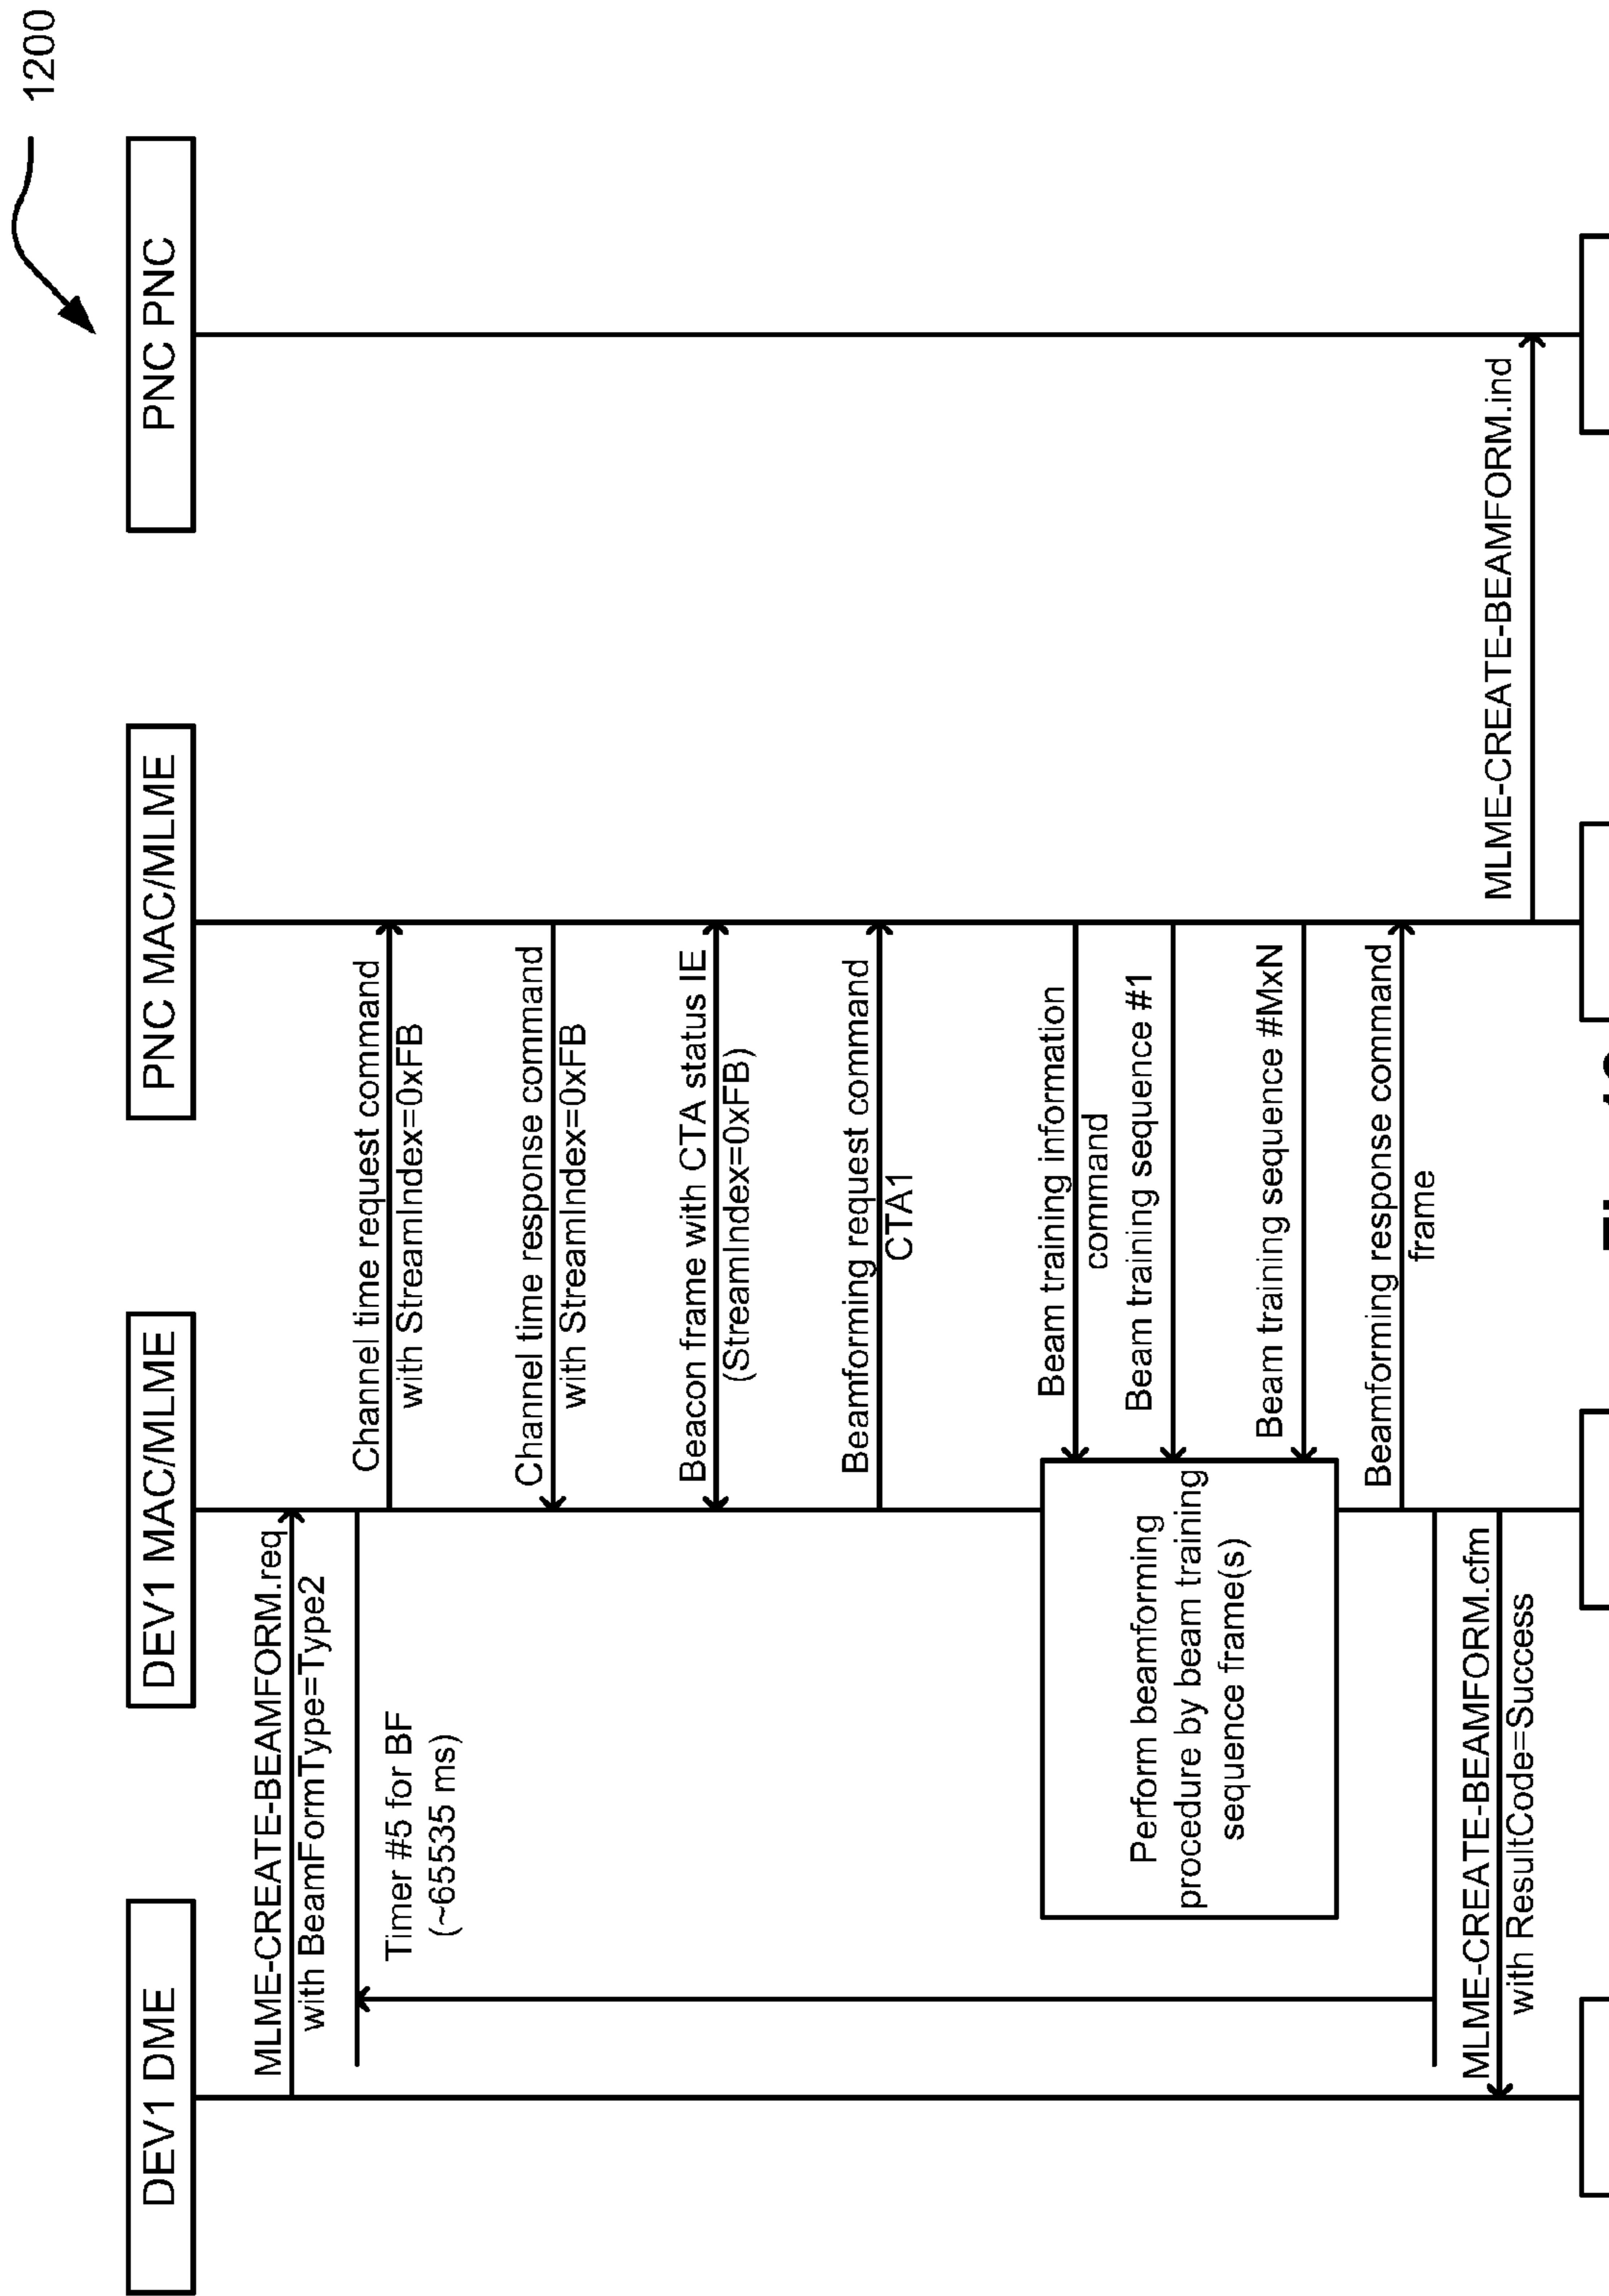 1200
DEV1 DME
DEV1 MAC/MLME
PNC MAC/MLME
PNC PNC
MLME-CREATE-BEAMFORM.req
with BeamFormType=Type2
Timer #5 for BF
(~65535 ms)
Channel time request command
with StreamIndex=0xFB
Channel time response command
with StreamIndex=0xFB
Beacon frame with CTA status IE
(StreamIndex=0xFB)
Beamforming request command
CTA1
Beam training information
command
Beam training sequence #1
Beam training sequence #MxN
Perform beamforming
procedure by beam training
sequence frame(s)
Beamforming response command
frame
MLME-CREATE-BEAMFORM.cfm
with ResultCode=Success
MLME-CREATE-BEAMFORM.ind